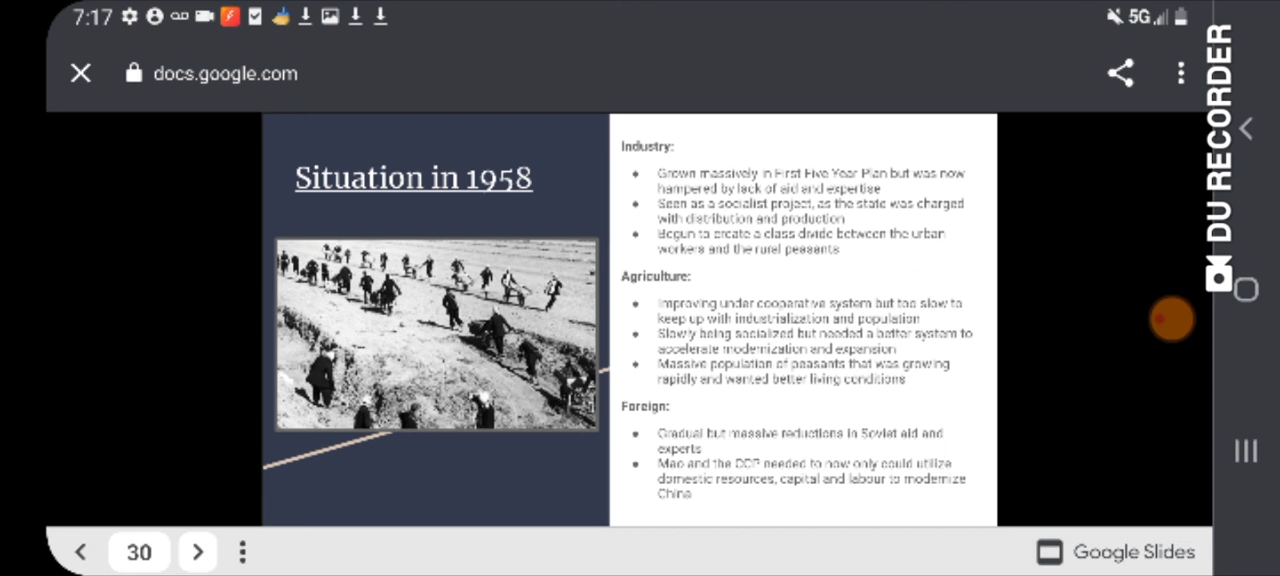 7:17
5G
docs.google.com
DU RECORDER
Situation in 1958
Industry:
Grown massively in First Five Year Plan but was now
hampered by lack of aid and expertise
Seen as a socialist project, as the state was charged
with distribution and production
Begun to create a class divide between the urban
workers and the rural peasants
Agriculture:
Improving under cooperative system but too slow to
keep up with industrialization and population
Slowly being socialized but needed a better system to
accelerate modernization and expansion
Massive population of peasants that was growing
rapidly and wanted better living conditions
Foreign:
Gradual but massive reductions in Soviet aid and
experts
Mao and the CCP needed to now only could utilize
domestic resources, capital and labour to modernize
China
30
Google Slides